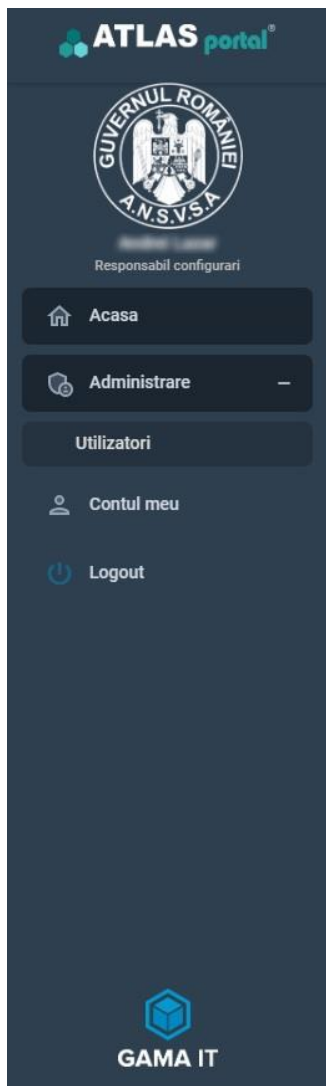 ATLAS portal®
GUVERNUL ROMÂNIEI
A.N.S.V.S.A.
Responsabil configurari
Acasa
Administrare
Utilizatori
Contul meu
Logout
GAMA IT